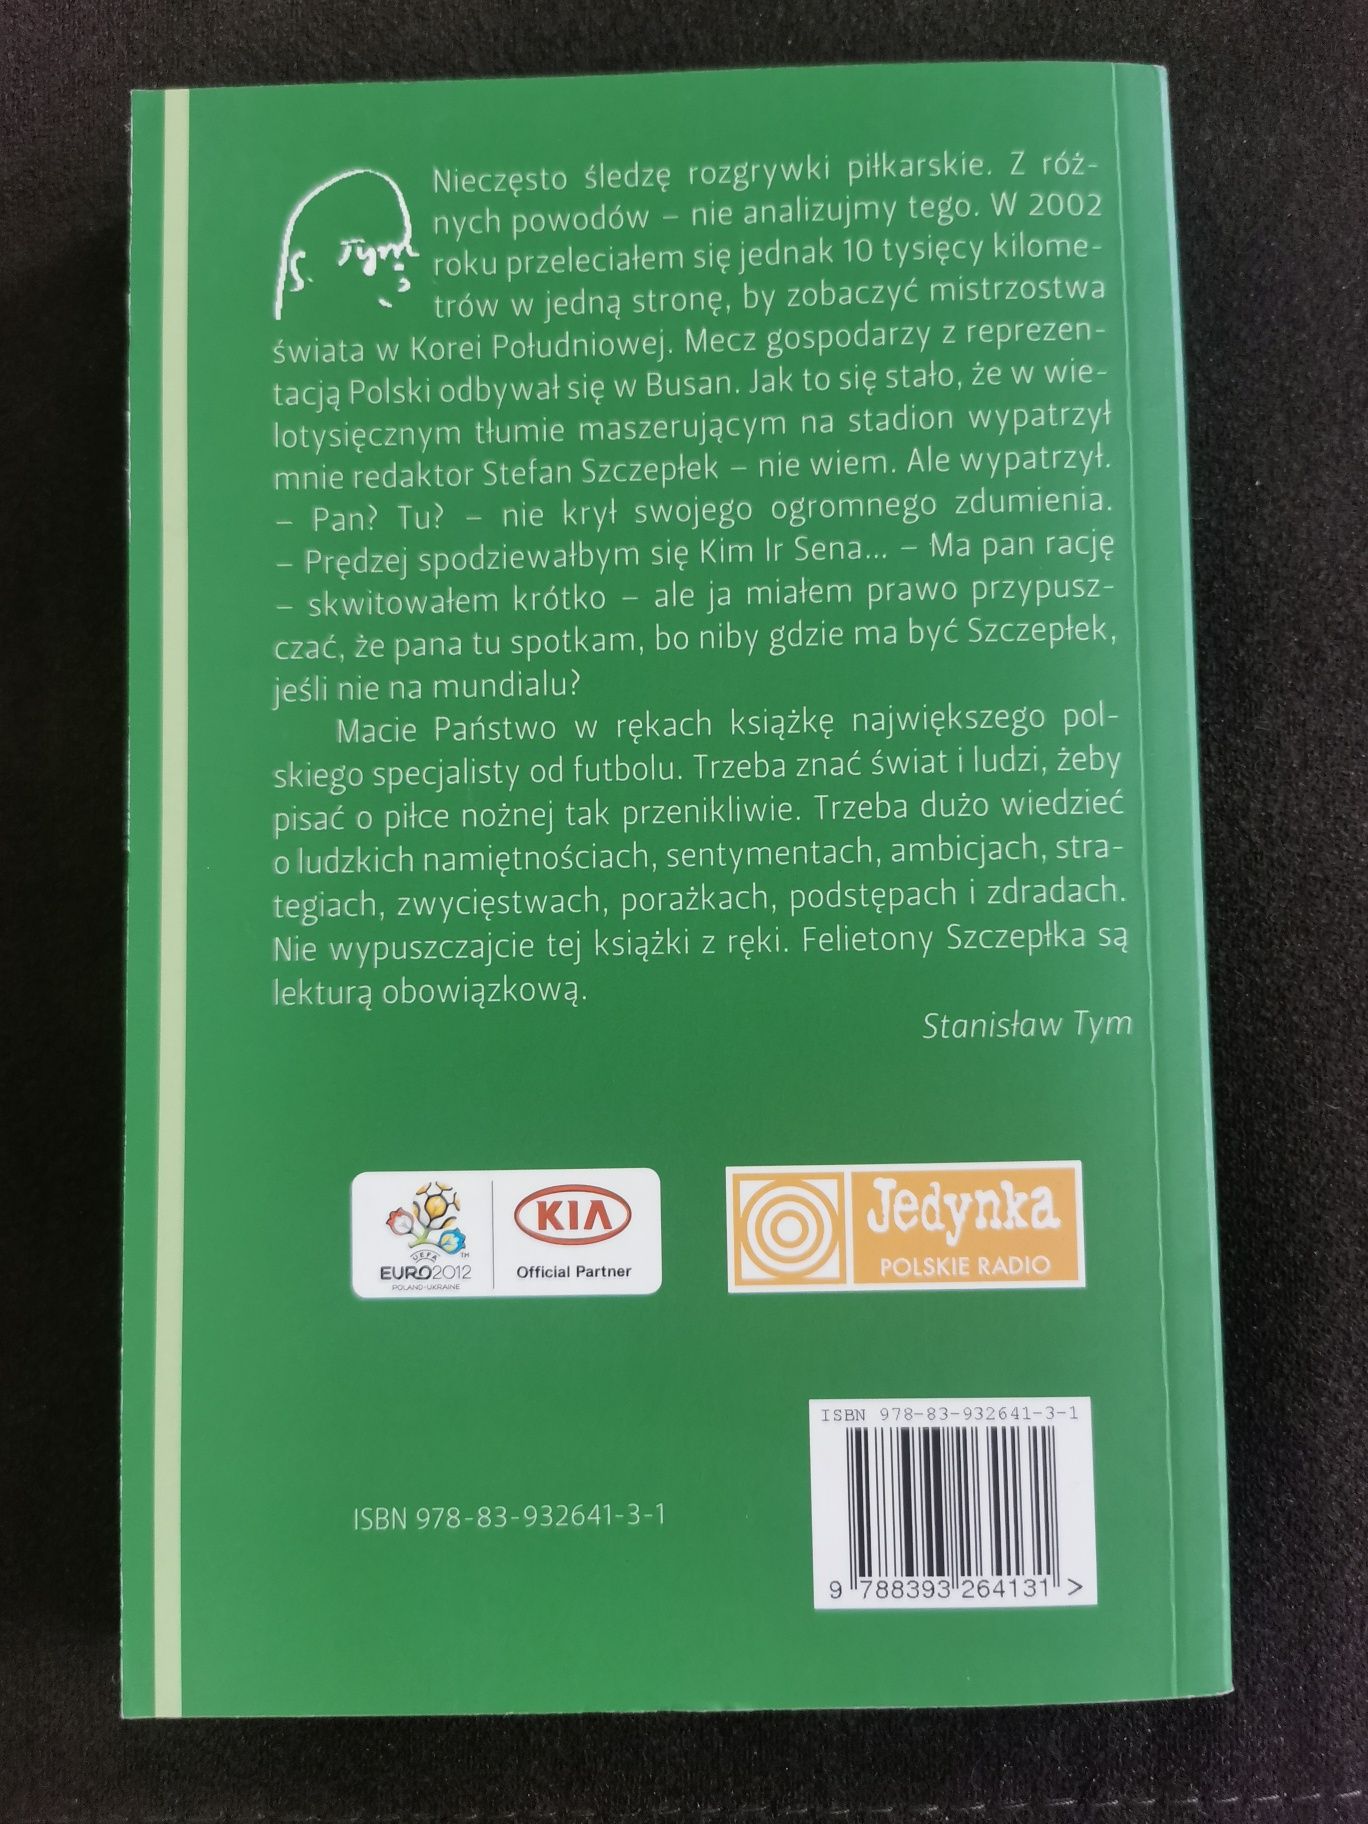 S. Tym
Nieczęsto śledzę rozgrywki piłkarskie. Z róż-
nych powodów – nie analizujmy tego. W 2002
roku przeleciałem się jednak 10 tysięcy kilome-
trów w jedną stronę, by zobaczyć mistrzostwa
świata w Korei Południowej. Mecz gospodarzy z reprezen-
tacją Polski odbywał się w Busan. Jak to się stało, że w wie-
lotysięcznym tłumie maszerującym na stadion wypatrzył
mnie redaktor Stefan Szczepłek – nie wiem. Ale wypatrzył.
– Pan? Tu? – nie krył swojego ogromnego zdumienia.
– Prędzej spodziewałbym się Kim Ir Sena... – Ma pan rację
– skwitowałem krótko – ale ja miałem prawo przypusz-
czać, że pana tu spotkam, bo niby gdzie ma być Szczepłek,
jeśli nie na mundialu?
Macie Państwo w rękach książkę największego pol-
skiego specjalisty od futbolu. Trzeba znać świat i ludzi, żeby
pisać o piłce nożnej tak przenikliwie. Trzeba dużo wiedzieć
o ludzkich namiętnościach, sentymentach, ambicjach, stra-
tegiach, zwycięstwach, porażkach, podstępach i zdradach.
Nie wypuszczajcie tej książki z ręki. Felietony Szczepłka są
lekturą obowiązkową.
Stanisław Tym
UEFA TM
EURO2012
POLAND-UKRAINE
KIA
Official Partner
Jedynka
POLSKIE RADIO
ISBN 978-83-932641-3-1
ISBN 978-83-932641-3-1
9 788393 264131 >